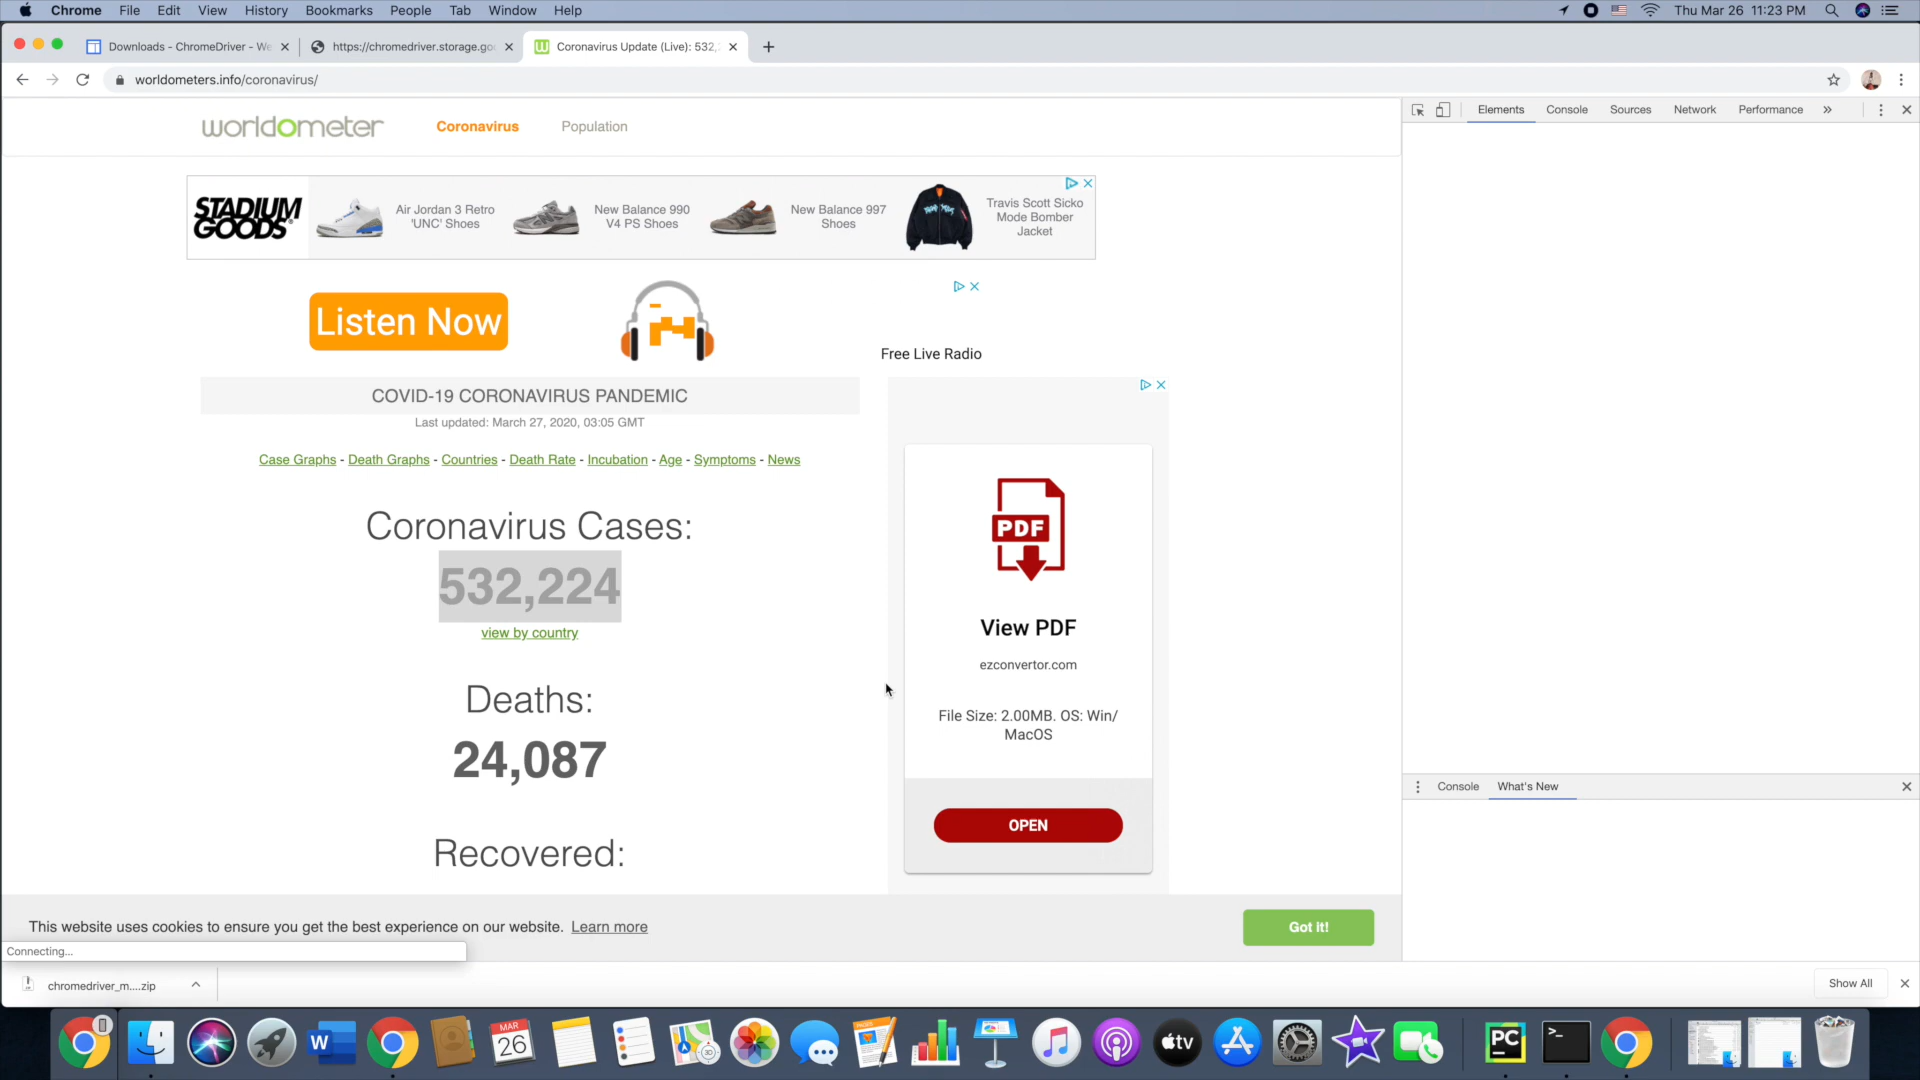 Chrome File Edit View History Bookmarks People Tab Window Help Thu Mar 26 11:23 PM
Downloads - ChromeDriver - We https://chromedriver.storage.go Coronavirus Update (Live): 532,
worldometers.info/coronavirus/
worldometer Coronavirus Population
Elements Console Sources Network Performance
STADIUM GOODS
Air Jordan 3 Retro
'UNC' Shoes
New Balance 990
V4 PS Shoes
New Balance 997
Shoes
Travis Scott Sicko
Mode Bomber
Jacket
Listen Now
Free Live Radio
COVID-19 CORONAVIRUS PANDEMIC
Last updated: March 27, 2020, 03:05 GMT
Case Graphs - Death Graphs - Countries - Death Rate - Incubation - Age - Symptoms - News
Coronavirus Cases:
532,224
view by country
Deaths:
24,087
Recovered:
PDF
View PDF
ezconvertor.com
File Size: 2.00MB. OS: Win/
MacOS
OPEN
Console What's New
This website uses cookies to ensure you get the best experience on our website. Learn more
Got it!
Connecting...
chromedriver_m....zip
Show All
W
MAR
26
PAGES
3D
tv
PC
>_